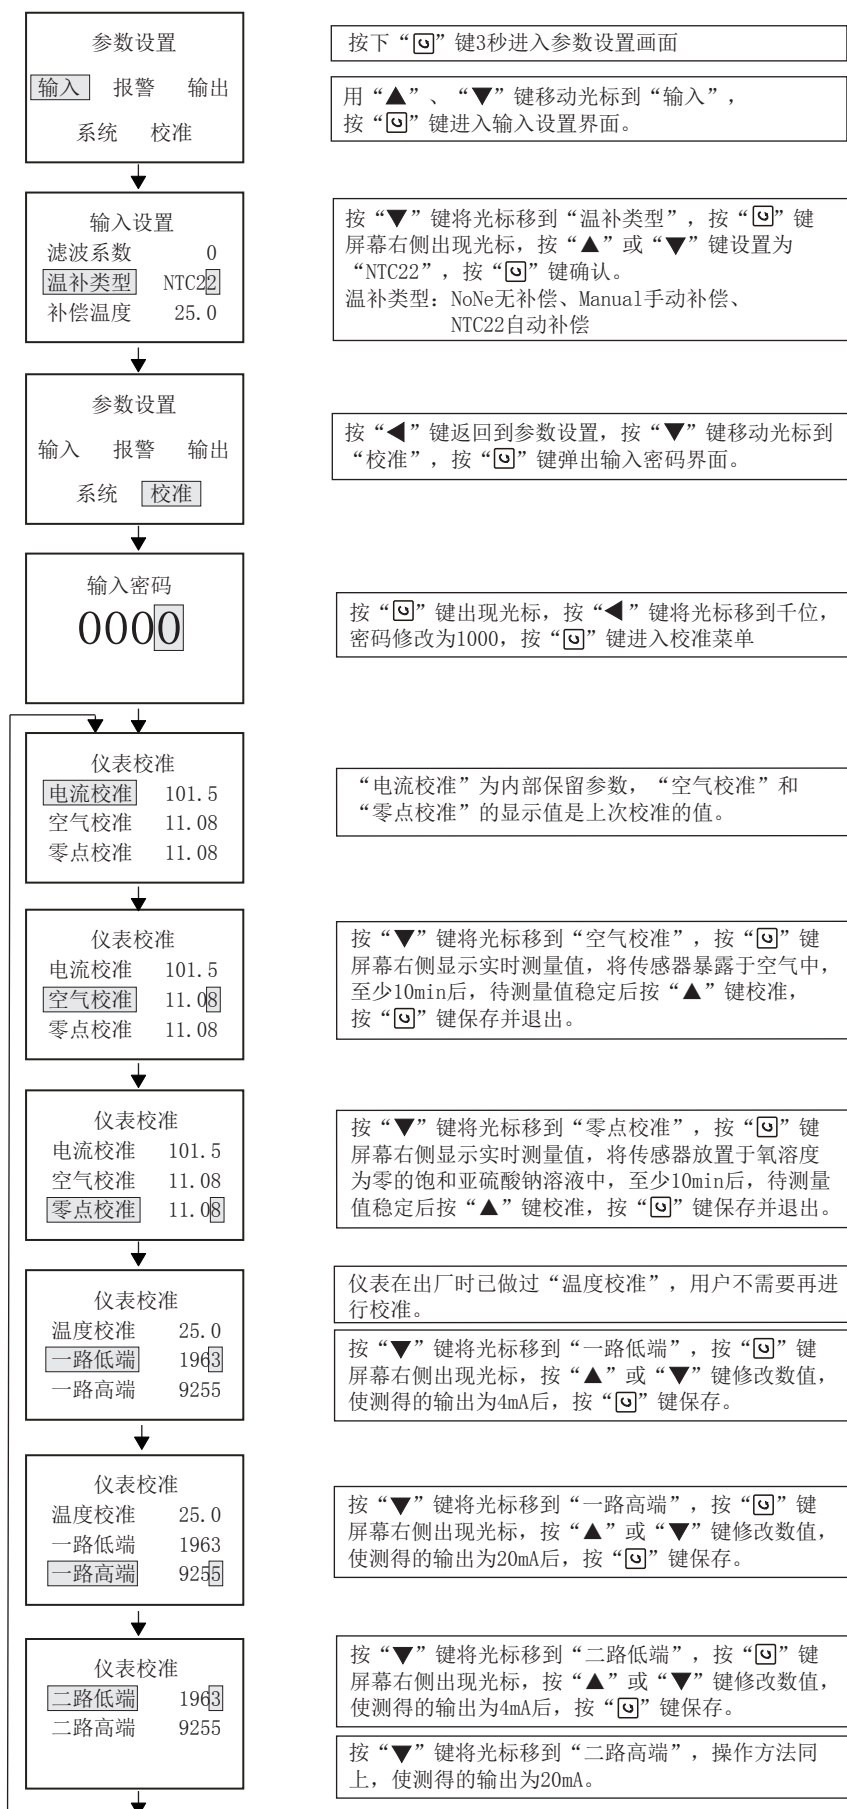 参数设置
输入 报警 输出
系统 校准
按下“”键3秒进入参数设置画面
用“▲”、“▼”键移动光标到“输入”，
按“”键进入输入设置界面。
输入设置
滤波系数 0
温补类型 NTC22
补偿温度 25.0
按“▼”键将光标移到“温补类型”，按“”键
屏幕右侧出现光标，按“▲”或“▼”键设置为
“NTC22”，按“”键确认。
温补类型：NoNe无补偿、Manual手动补偿、
NTC22自动补偿
参数设置
输入 报警 输出
系统 校准
按“◀”键返回到参数设置，按“▼”键移动光标到
“校准”，按“”键弹出输入密码界面。
输入密码
0000
按“”键出现光标，按“◀”键将光标移到千位，
密码修改为1000，按“”键进入校准菜单
仪表校准
电流校准 101.5
空气校准 11.08
零点校准 11.08
“电流校准”为内部保留参数，“空气校准”和
“零点校准”的显示值是上次校准的值。
仪表校准
电流校准 101.5
空气校准 11.08
零点校准 11.08
按“▼”键将光标移到“空气校准”，按“”键
屏幕右侧显示实时测量值，将传感器暴露于空气中，
至少10min后，待测量值稳定后按“▲”键校准，
按“”键保存并退出。
仪表校准
电流校准 101.5
空气校准 11.08
零点校准 11.08
按“▼”键将光标移到“零点校准”，按“”键
屏幕右侧显示实时测量值，将传感器放置于氧溶度
为零的饱和亚硫酸钠溶液中，至少10min后，待测量
值稳定后按“▲”键校准，按“”键保存并退出。
仪表校准
温度校准 25.0
一路低端 1963
一路高端 9255
仪表在出厂时已做过“温度校准”，用户不需要再进
行校准。
按“▼”键将光标移到“一路低端”，按“”键
屏幕右侧出现光标，按“▲”或“▼”键修改数值，
使测得的输出为4mA后，按“”键保存。
仪表校准
温度校准 25.0
一路低端 1963
一路高端 9255
按“▼”键将光标移到“一路高端”，按“”键
屏幕右侧出现光标，按“▲”或“▼”键修改数值，
使测得的输出为20mA后，按“”键保存。
仪表校准
二路低端 1963
二路高端 9255
按“▼”键将光标移到“二路低端”，按“”键
屏幕右侧出现光标，按“▲”或“▼”键修改数值，
使测得的输出为4mA后，按“”键保存。
按“▼”键将光标移到“二路高端”，操作方法同
上，使测得的输出为20mA。